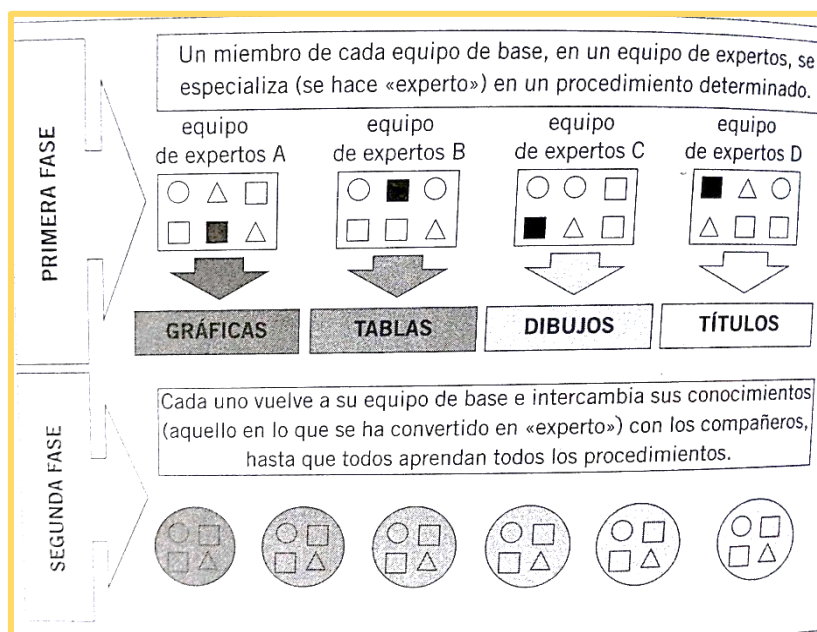 PRIMERA FASE
Un miembro de cada equipo de base, en un equipo de expertos, se
especializa (se hace «experto») en un procedimiento determinado.
equipo
de expertos A
equipo
de expertos B
equipo
de expertos C
equipo
de expertos D
GRÁFICAS
TABLAS
DIBUJOS
TÍTULOS
SEGUNDA FASE
Cada uno vuelve a su equipo de base e intercambia sus conocimientos
(aquello en lo que se ha convertido en «experto») con los compañeros,
hasta que todos aprendan todos los procedimientos.